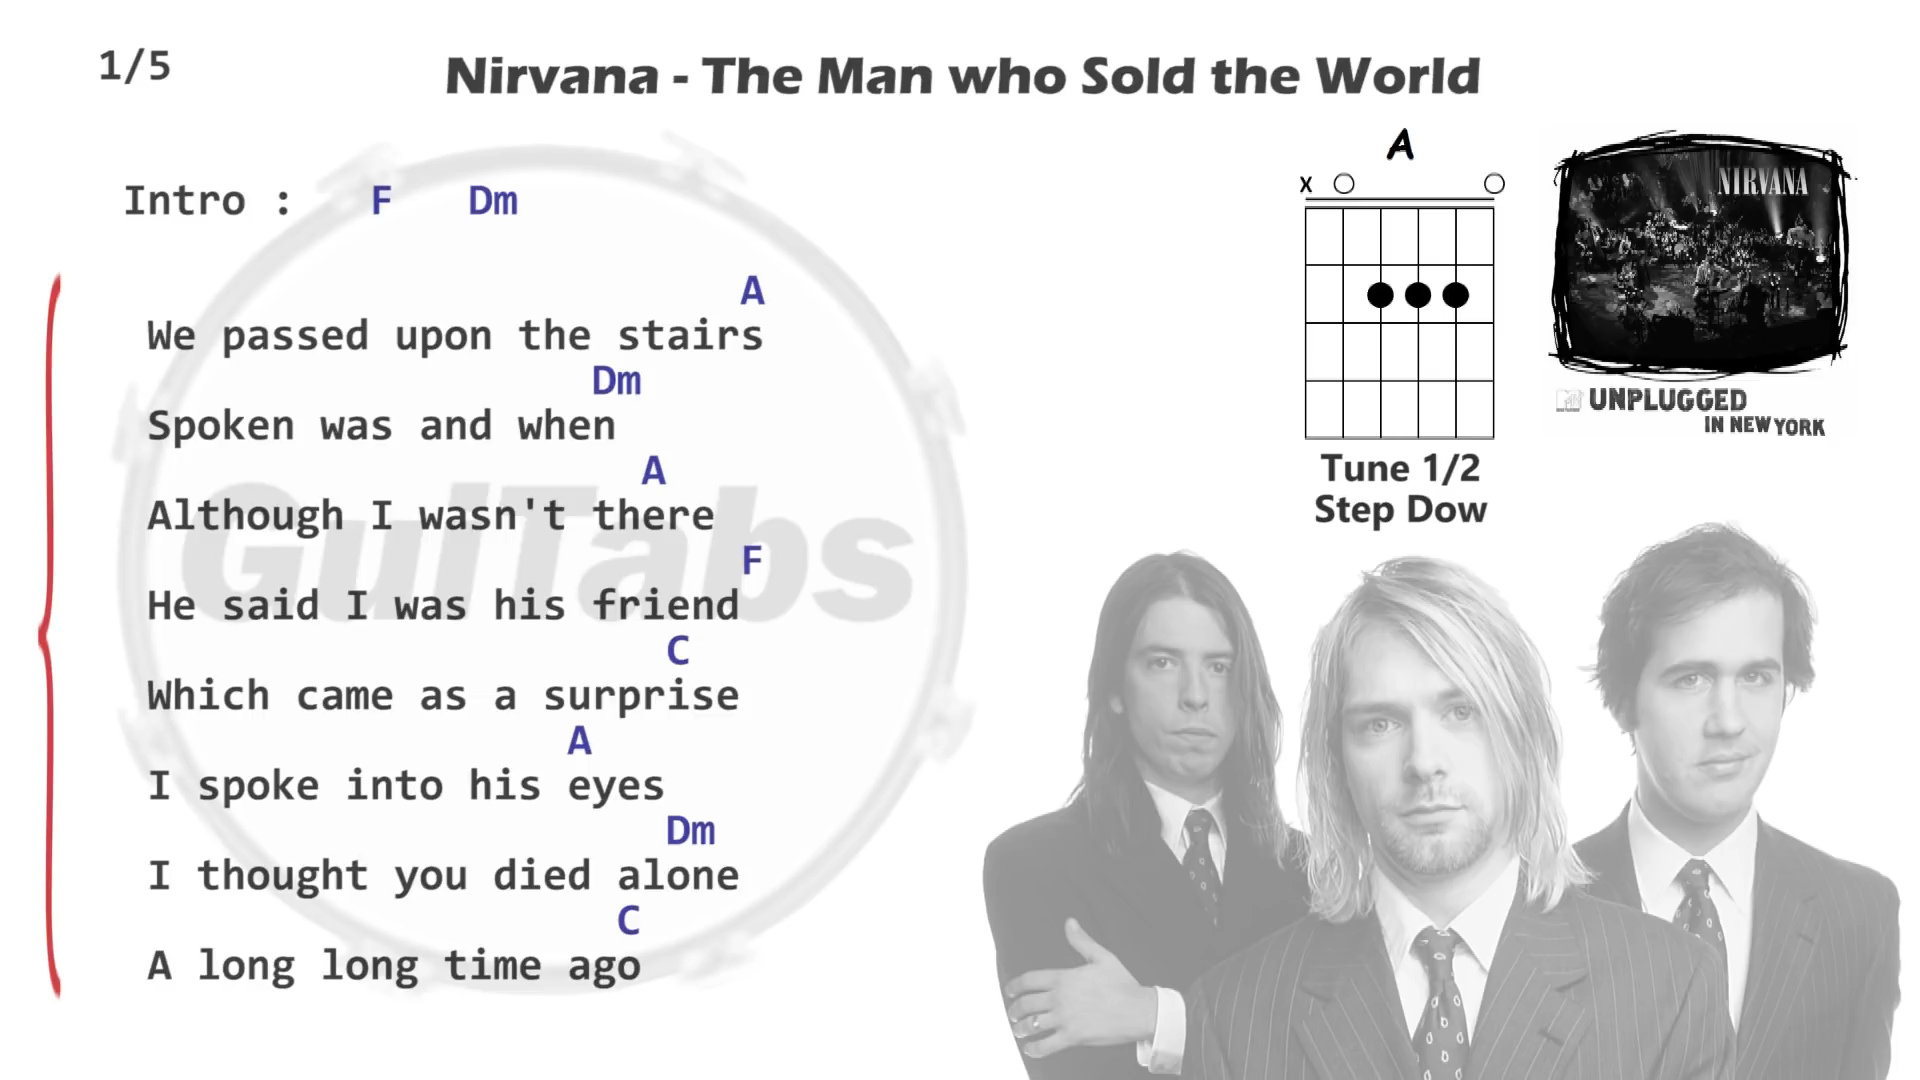 1/5
Nirvana - The Man who Sold the World
Intro : F Dm
A
We passed upon the stairs
Dm
Spoken was and when
A
Although I wasn't there
F
He said I was his friend
C
Which came as a surprise
A
I spoke into his eyes
Dm
I thought you died alone
C
A long long time ago
GuiTabs
A
x
Tune 1/2
Step Dow
NIRVANA
MTV UNPLUGGED
IN NEW YORK